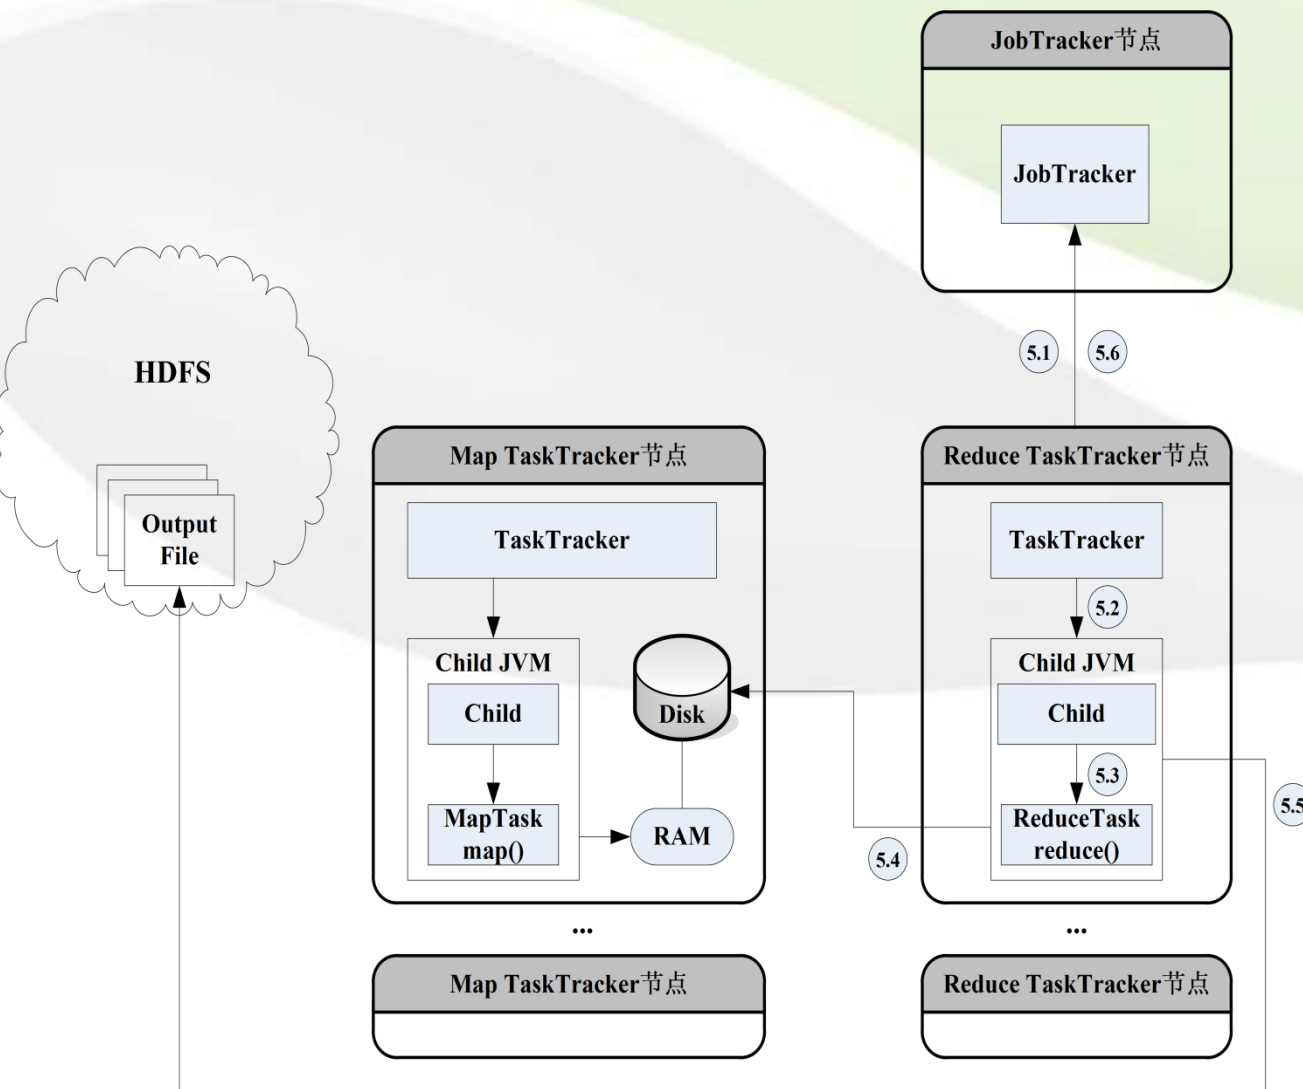 JobTracker节点
JobTracker
5.1
5.6
HDFS
Output
File
Map TaskTracker节点
TaskTracker
Child JVM
Child
MapTask
map()
RAM
Disk
Reduce TaskTracker节点
TaskTracker
5.2
Child JVM
Child
5.3
ReduceTask
reduce()
5.4
5.5
...
...
Map TaskTracker节点
Reduce TaskTracker节点